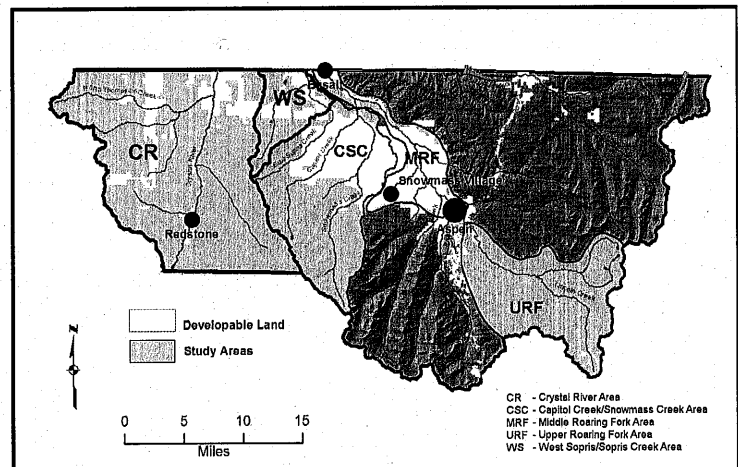 Basalt
WS
CR
CSC
MRF
Snowmass Village
Crystal River
Redstone
Aspen
URF
N
Developable Land
Study Areas
0 5 10 15
Miles
CR - Crystal River Area
CSC - Capitol Creek/Snowmass Creek Area
MRF - Middle Roaring Fork Area
URF - Upper Roaring Fork Area
WS - West Sopris/Sopris Creek Area